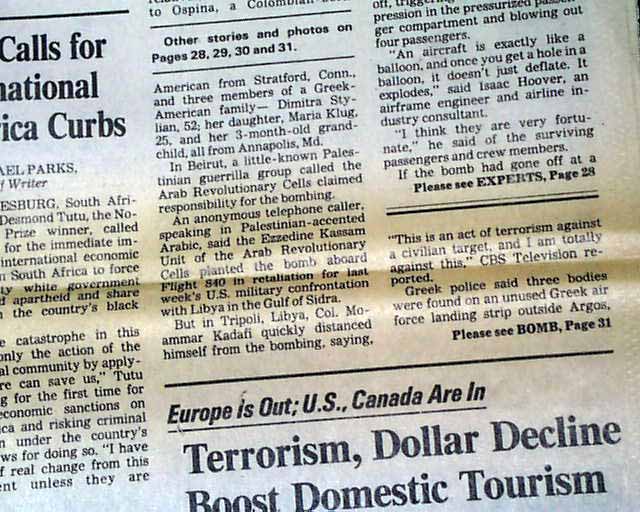 Calls for
national
rica Curbs
AEL PARKS,
f Writer
ESBURG, South Afri-
Desmond Tutu, the No-
Prize winner, called
for the immediate im-
international economic
n South Africa to force
ty white government
d apartheid and share
n the country's black
e catastrophe in this
only the action of the
al community by apply-
re can save us," Tutu
g for the first time for
economic sanctions on
ca and risking criminal
n under the country's
ws for doing so. "I have
f real change from this
ent unless they are
to Ospina, a Colombian-
Other stories and photos on
Pages 28, 29, 30 and 31.
American from Stratford, Conn.,
and three members of a Greek-
American family— Dimitra Sty-
lian, 52; her daughter, Maria Klug,
25, and her 3-month-old grand-
child, all from Annapolis, Md.
In Beirut, a little-known Pales-
tinian guerrilla group called the
Arab Revolutionary Cells claimed
responsibility for the bombing.
An anonymous telephone caller,
speaking in Palestinian-accented
Arabic, said the Ezzedine Kassam
Unit of the Arab Revolutionary
Cells planted the bomb aboard
Flight 840 in retaliation for last
week's U.S. military confrontation
with Libya in the Gulf of Sidra.
But in Tripoli, Libya, Col. Mo-
ammar Kadafi quickly distanced
himself from the bombing, saying,
off, triggering
pression in the pressurized
ger compartment and blowing out
four passengers.
"An aircraft is exactly like a
balloon, and once you get a hole in a
balloon, it doesn't just deflate. It
explodes," said Isaac Hoover, an
airframe engineer and airline in-
dustry consultant.
"I think they are very fortu-
nate," he said of the surviving
passengers and crew members.
If the bomb had gone off at a
Please see EXPERTS, Page 28
"This is an act of terrorism against
a civilian target, and I am totally
against this," CBS Television re-
ported.
Greek police said three bodies
were found on an unused Greek air
force landing strip outside Argos,
Please see BOMB, Page 31
Europe is Out; U.S., Canada Are In
Terrorism, Dollar Decline
Boost Domestic Tourism